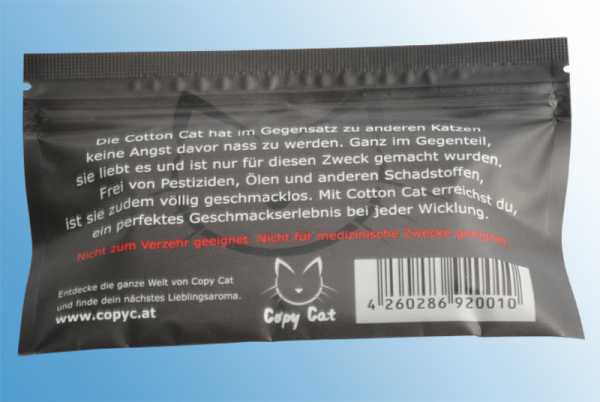 Die Cotton Cat hat im Gegensatz zu anderen Katzen
keine Angst davor nass zu werden. Ganz im Gegenteil,
sie liebt es und ist nur für diesen Zweck gemacht wurden.
Frei von Pestiziden, Ölen und anderen Schadstoffen,
ist sie zudem völlig geschmacklos. Mit Cotton Cat erreichst du,
ein perfektes Geschmackserlebnis bei jeder Wicklung.
Nicht zum Verzehr geeignet. Nicht für medizinische Zwecke geeignet.
Entdecke die ganze Welt von Copy Cat
und finde dein nächstes Lieblingsaroma.
www.copyc.at
Copy Cat
4 260286 920010